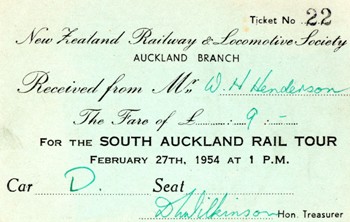 Ticket No 22
New Zealand Railway & Locomotive Society
AUCKLAND BRANCH
Received from Mr. W. H Henderson
The Fare of £ : 9 : -
FOR THE SOUTH AUCKLAND RAIL TOUR
FEBRUARY 27TH, 1954 AT 1 P.M.
Car D. Seat
Wilkinson Hon. Treasurer